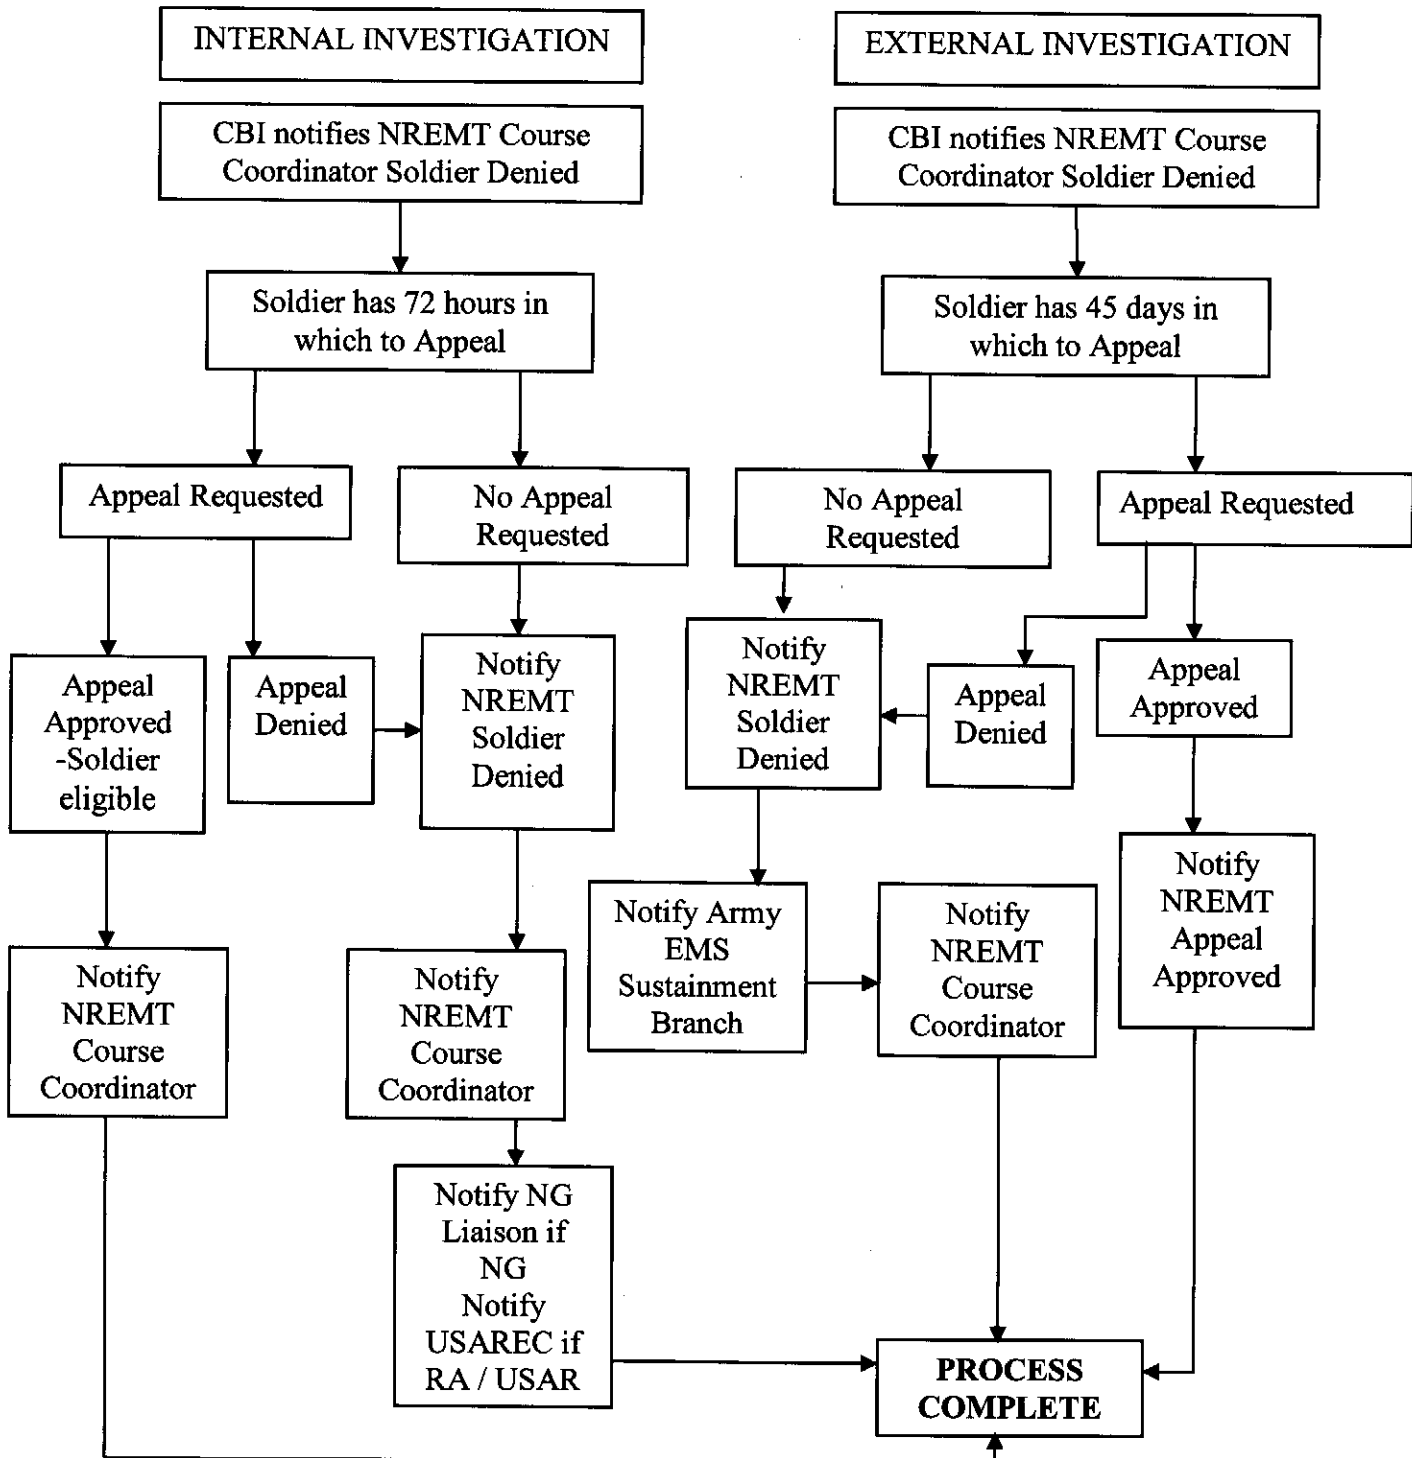 INTERNAL INVESTIGATION
CBI notifies NREMT Course
Coordinator Soldier Denied
Soldier has 72 hours in
which to Appeal
Appeal Requested
No Appeal
Requested
Appeal
Approved
-Soldier
eligible
Appeal
Denied
Notify
NREMT
Soldier
Denied
Notify
NREMT
Course
Coordinator
Notify
NREMT
Course
Coordinator
Notify NG
Liaison if
NG
Notify
USAREC if
RA / USAR
EXTERNAL INVESTIGATION
CBI notifies NREMT Course
Coordinator Soldier Denied
Soldier has 45 days in
which to Appeal
No Appeal
Requested
Appeal Requested
Notify
NREMT
Soldier
Denied
Appeal
Denied
Appeal
Approved
Notify Army
EMS
Sustainment
Branch
Notify
NREMT
Course
Coordinator
Notify
NREMT
Appeal
Approved
PROCESS
COMPLETE